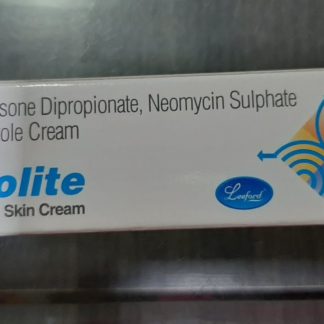 sone Dipropionate, Neomycin Sulphate
ole Cream
olite
Skin Cream
Leeford